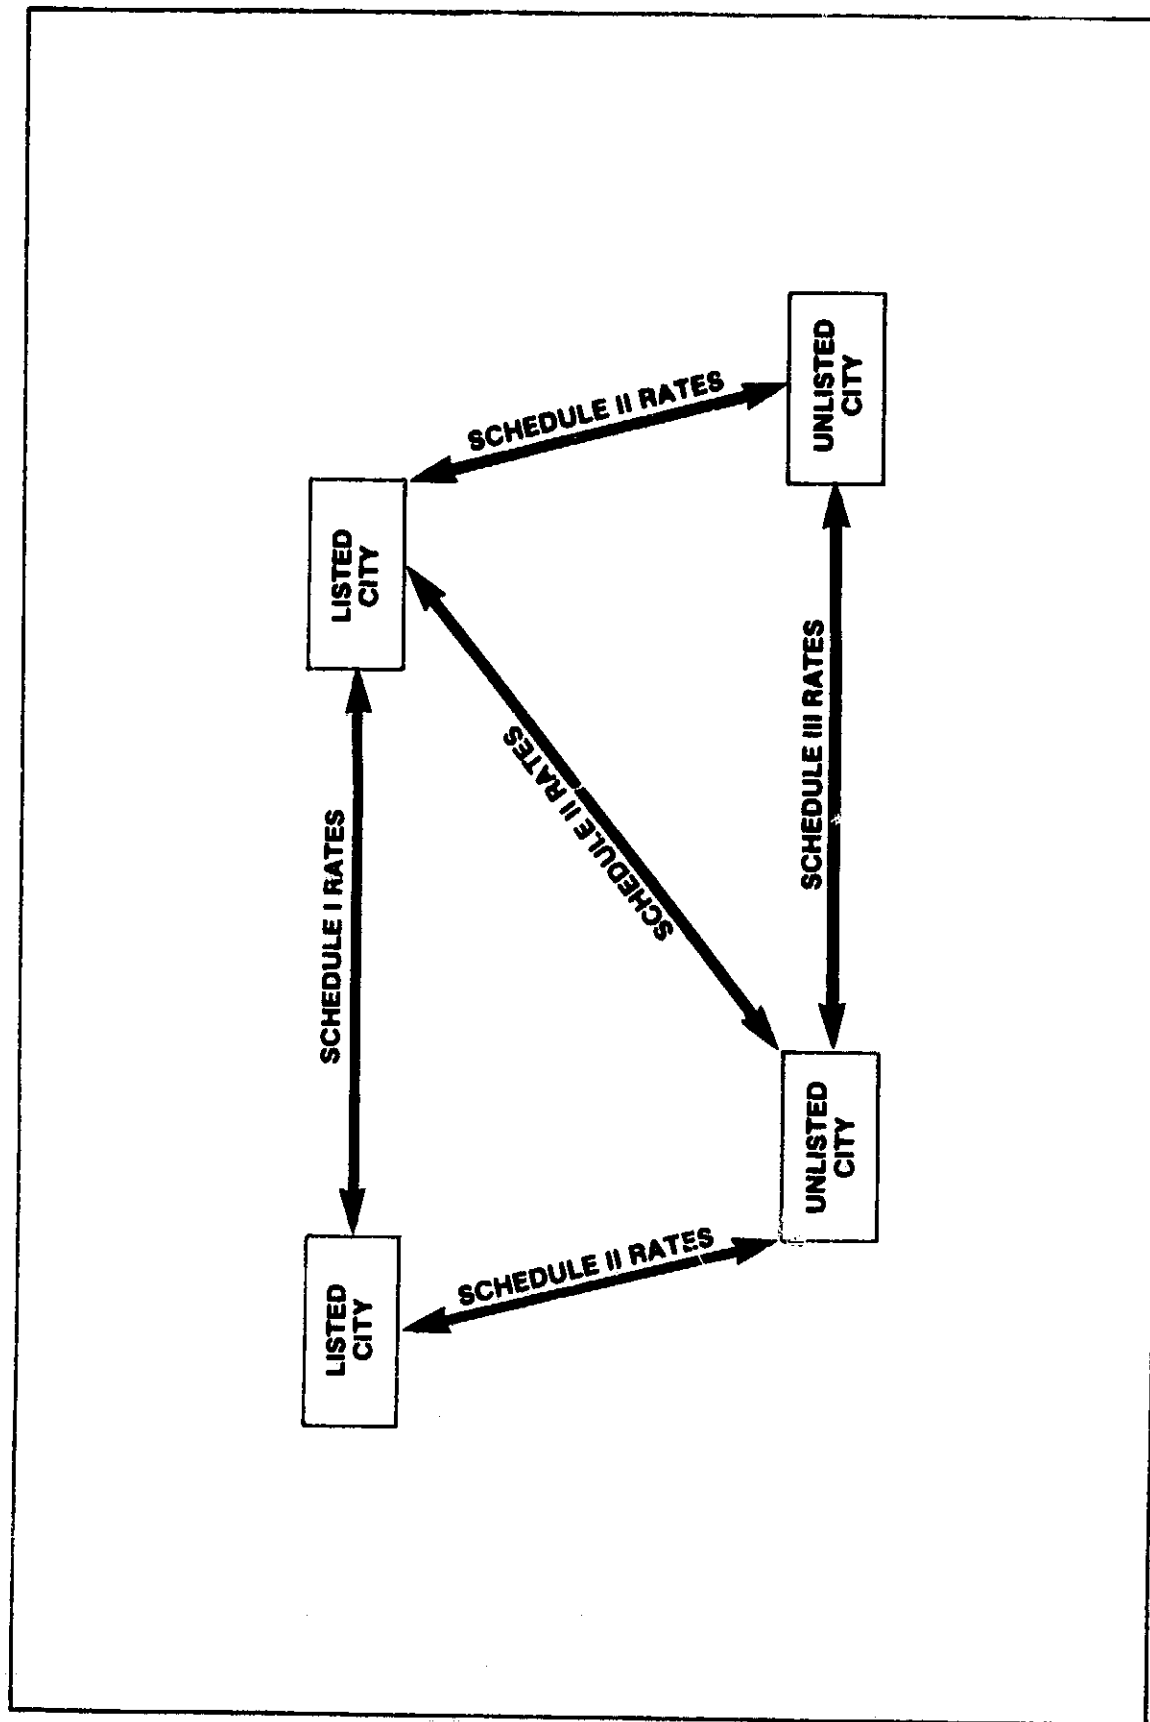 LISTED
CITY
SCHEDULE I RATES
LISTED
CITY
SCHEDULE II RATES
SCHEDULE II RATES
SCHEDULE II RATES
UNLISTED
CITY
SCHEDULE III RATES
UNLISTED
CITY